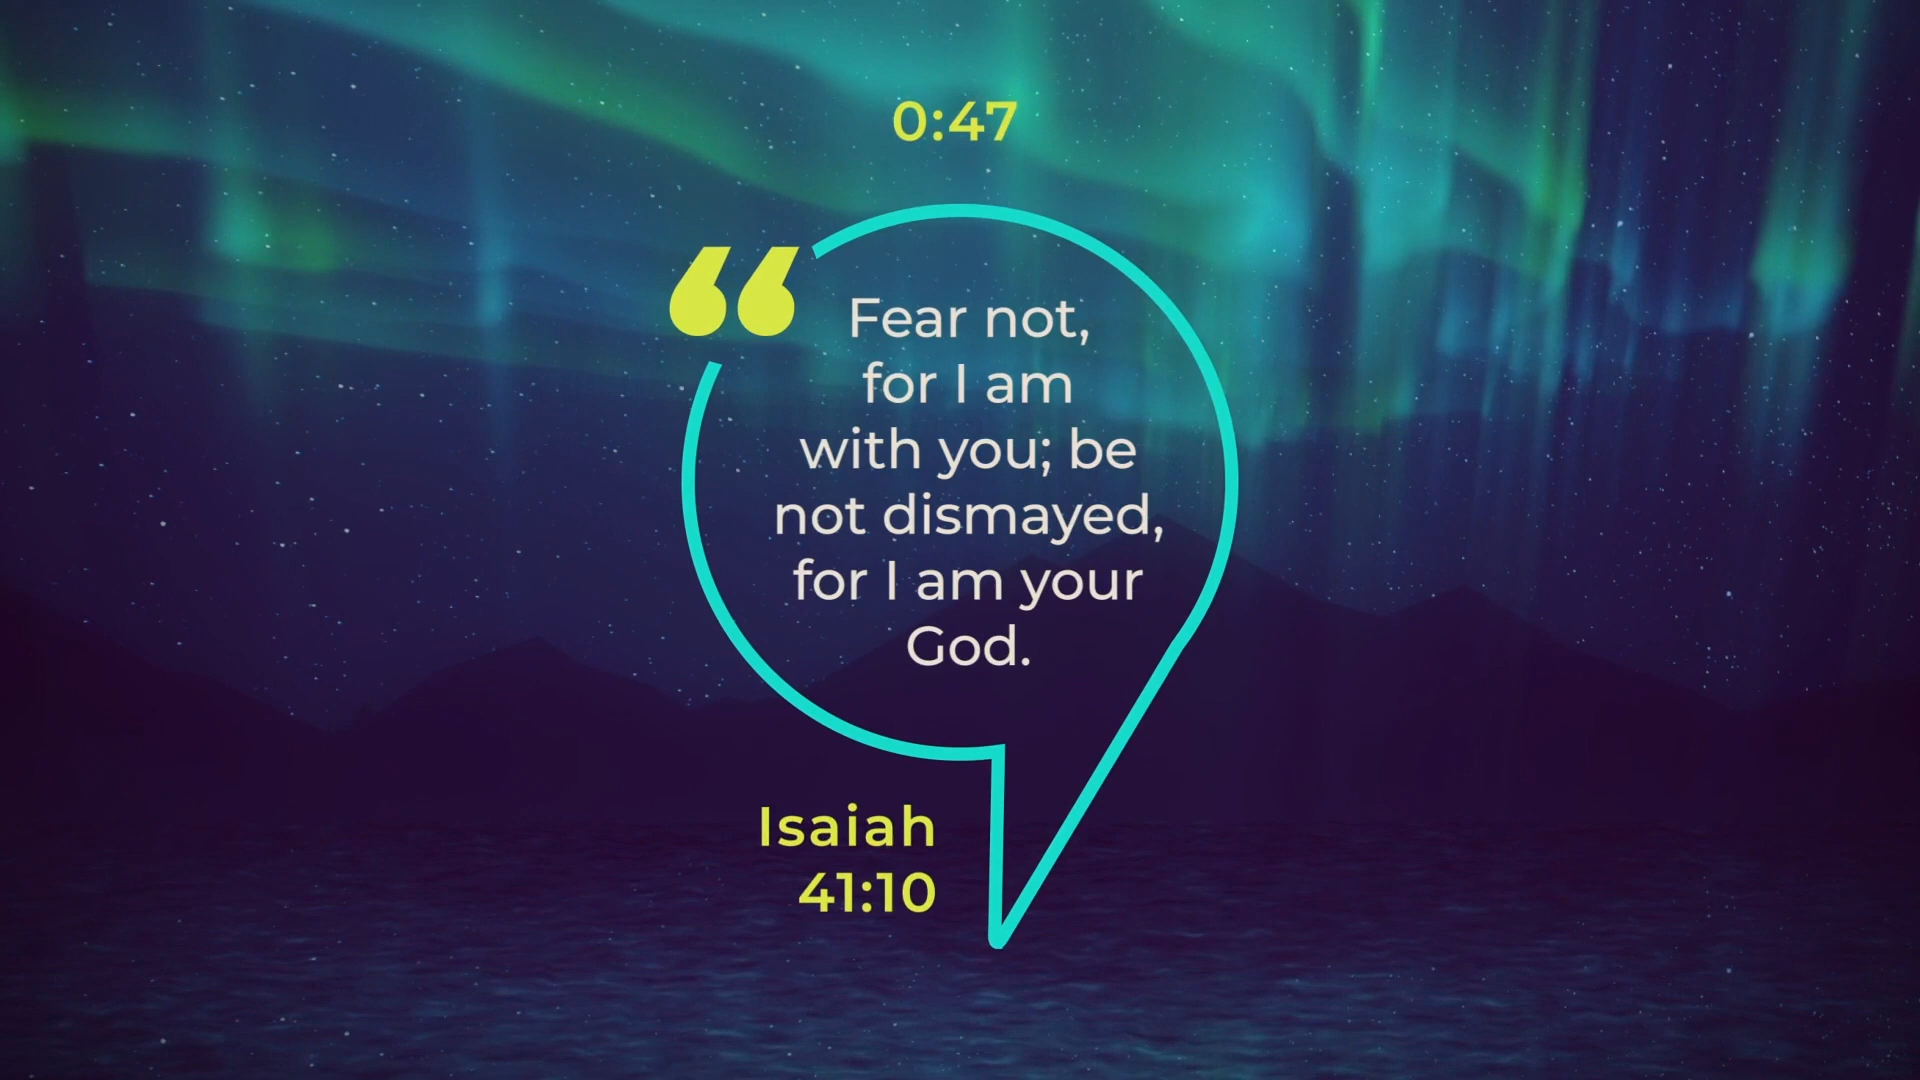 0:47
“
Fear not,
for I am
with you; be
not dismayed,
for I am your
God.
Isaiah
41:10